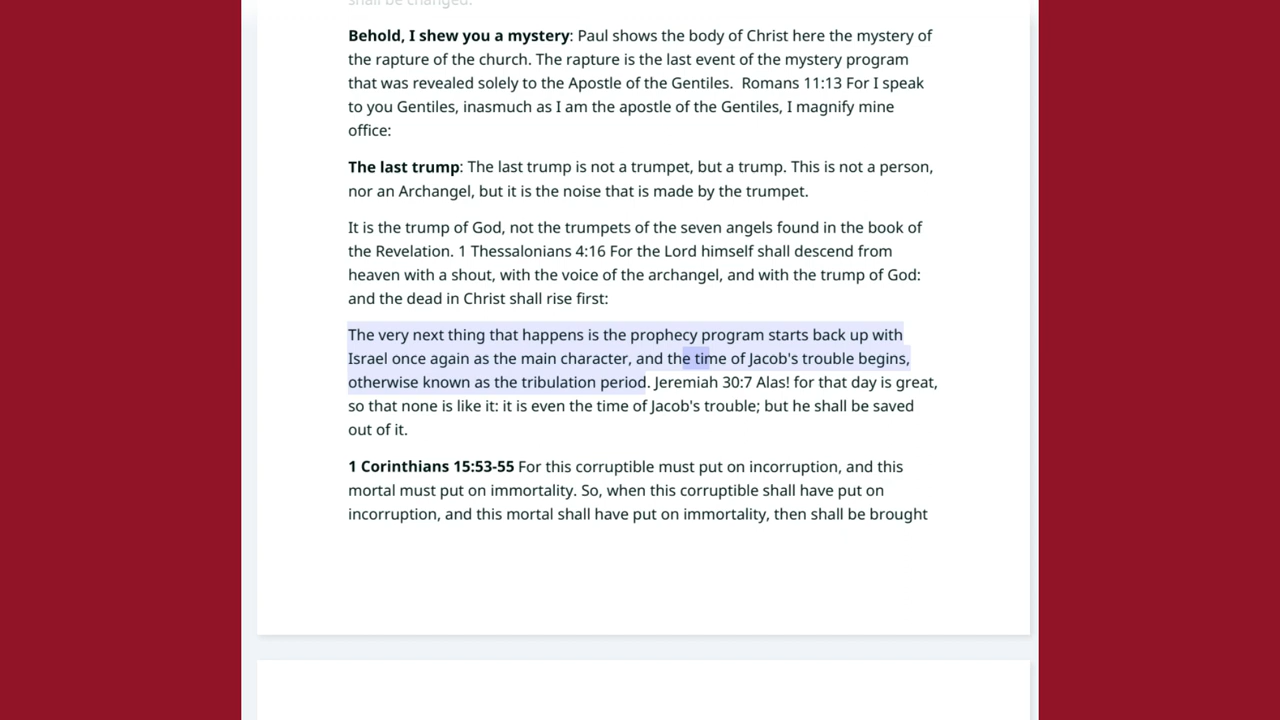 shall be changed.
Behold, I shew you a mystery: Paul shows the body of Christ here the mystery of
the rapture of the church. The rapture is the last event of the mystery program
that was revealed solely to the Apostle of the Gentiles.  Romans 11:13 For I speak
to you Gentiles, inasmuch as I am the apostle of the Gentiles, I magnify mine
office:
The last trump: The last trump is not a trumpet, but a trump. This is not a person,
nor an Archangel, but it is the noise that is made by the trumpet.
It is the trump of God, not the trumpets of the seven angels found in the book of
the Revelation. 1 Thessalonians 4:16 For the Lord himself shall descend from
heaven with a shout, with the voice of the archangel, and with the trump of God:
and the dead in Christ shall rise first:
The very next thing that happens is the prophecy program starts back up with
Israel once again as the main character, and the time of Jacob's trouble begins,
otherwise known as the tribulation period. Jeremiah 30:7 Alas! for that day is great,
so that none is like it: it is even the time of Jacob's trouble; but he shall be saved
out of it.
1 Corinthians 15:53-55 For this corruptible must put on incorruption, and this
mortal must put on immortality. So, when this corruptible shall have put on
incorruption, and this mortal shall have put on immortality, then shall be brought